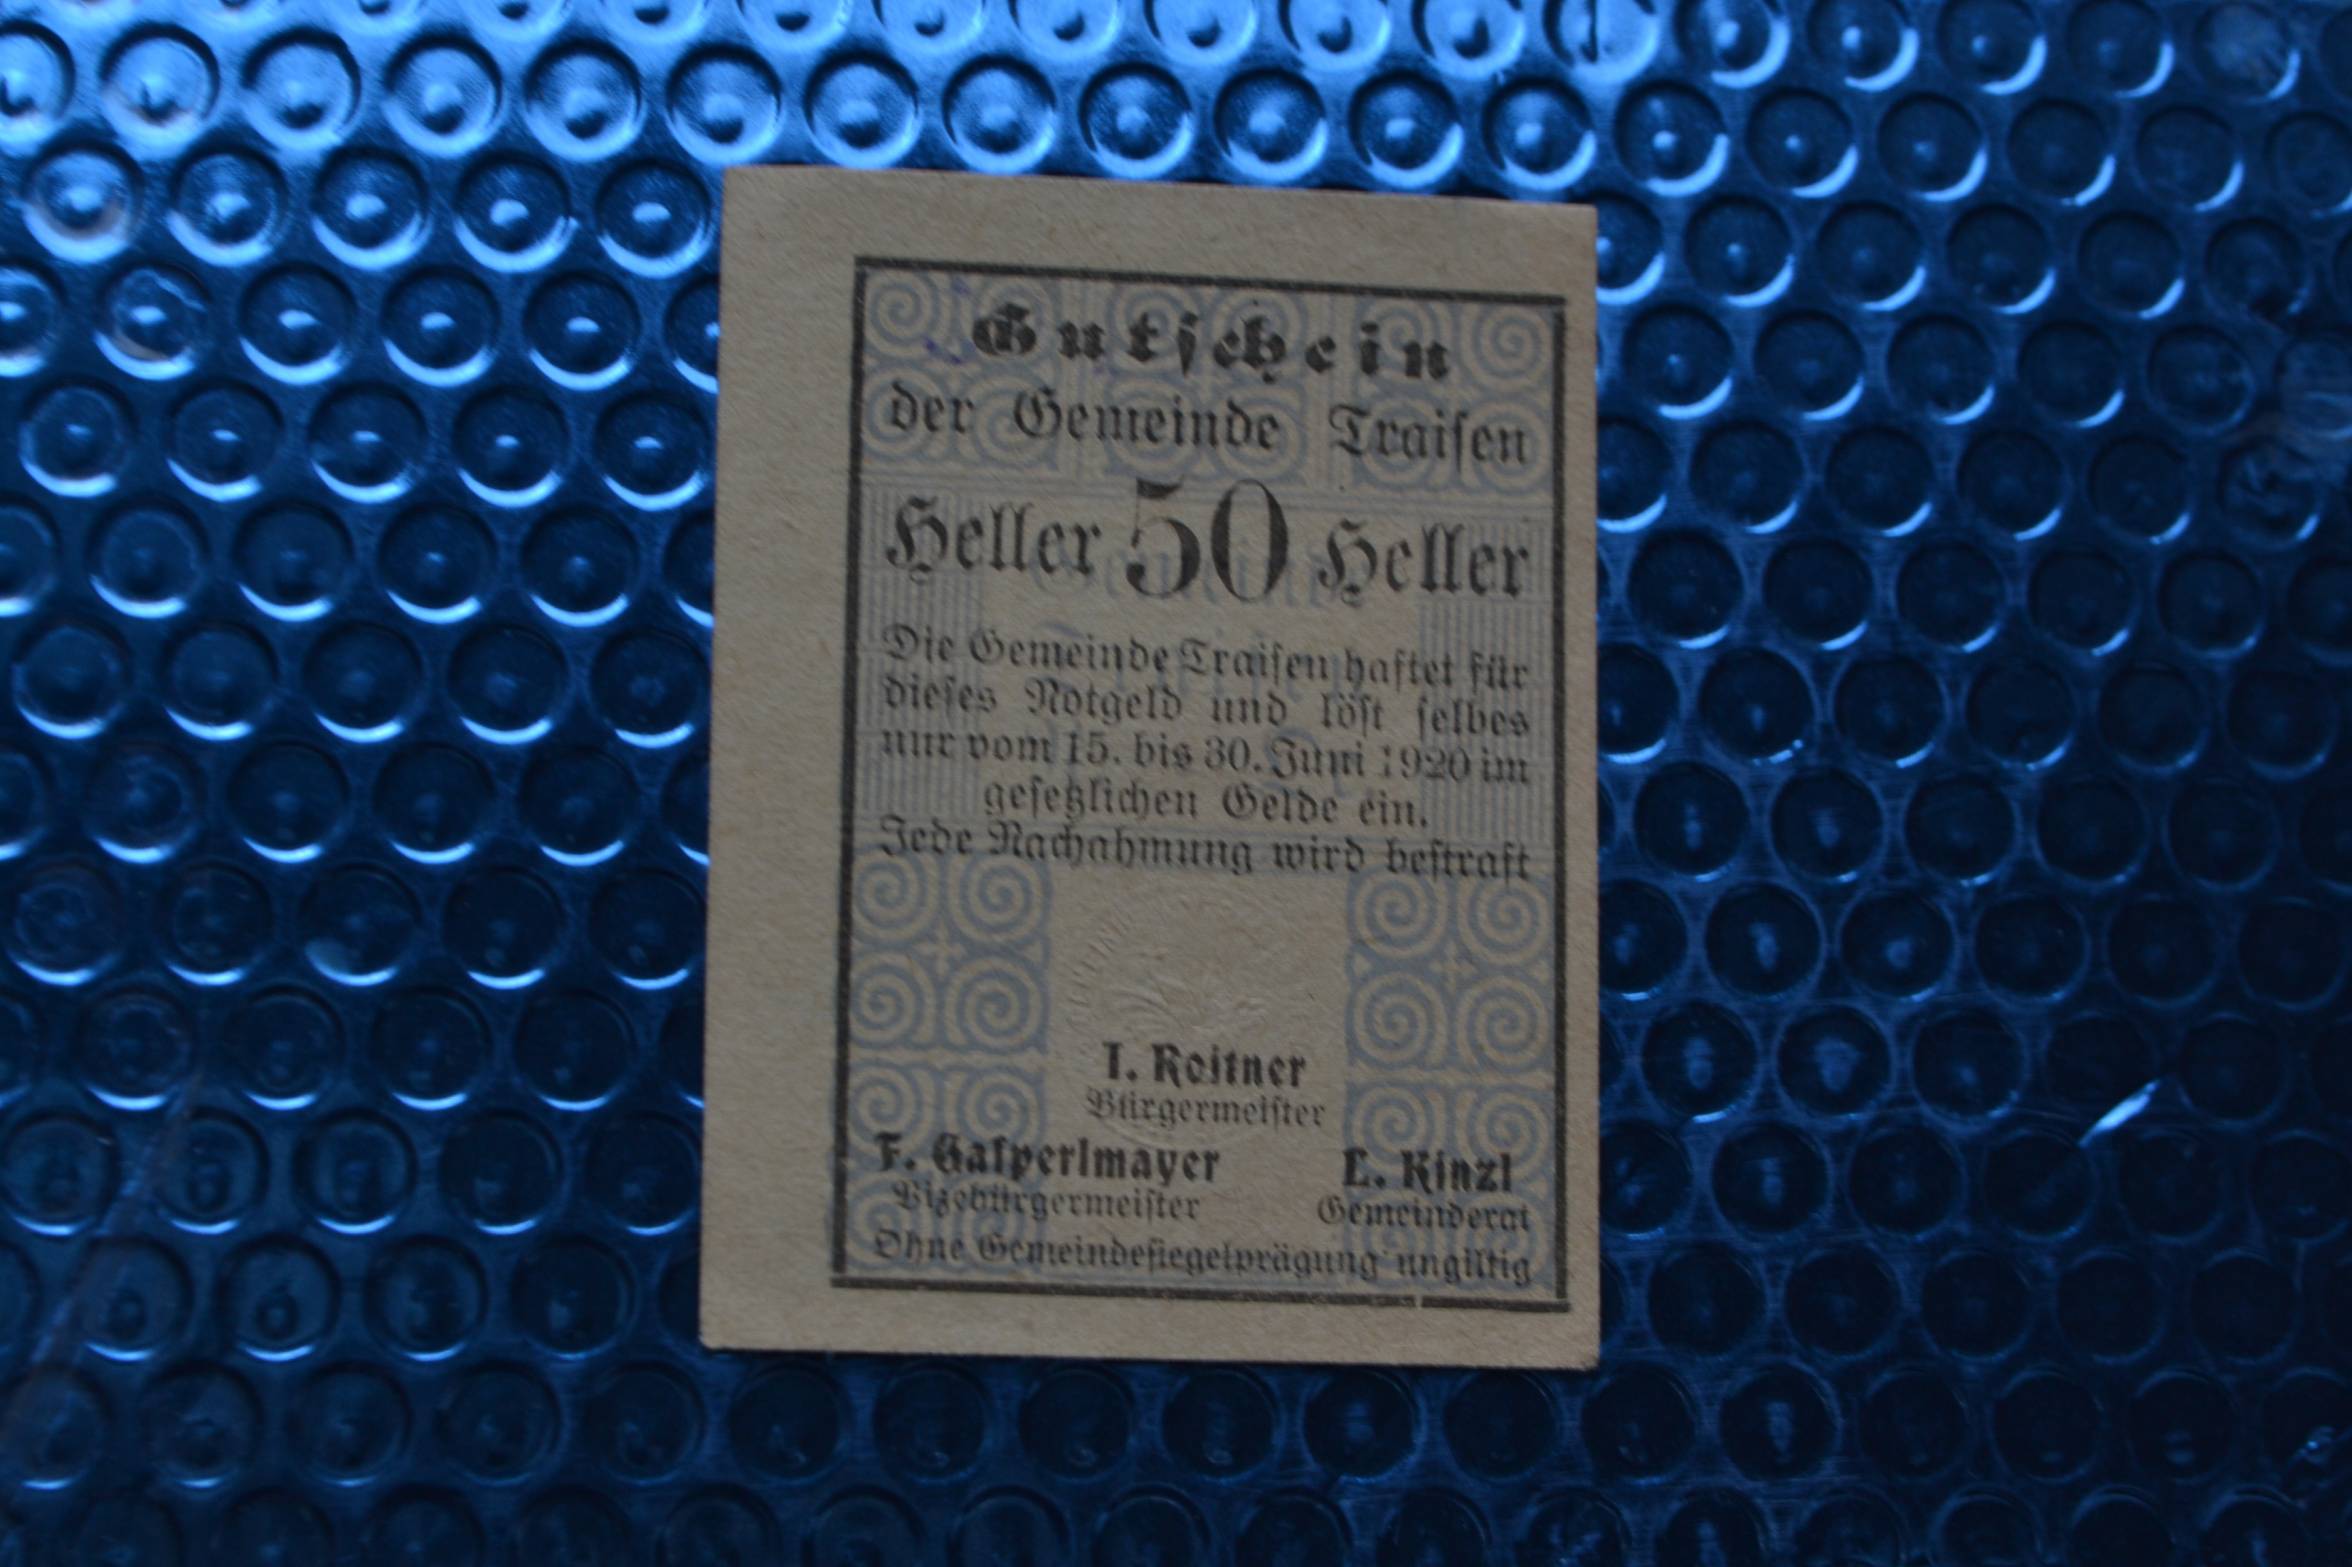 Gutschein
der Gemeinde Traisen
Heller 50 Heller
Die Gemeinde Traisen haftet für
dieses Notgeld und löst selbes
nur vom 15. bis 30. Juni 1920 im
gesetzlichen Gelde ein.
Jede Nachahmung wird bestraft
I. Roitner
Bürgermeister
F. Gasperlmayer
Vizebürgermeister
L. Kinzl
Gemeinderat
Ohne Gemeindesiegelprägung ungiltig